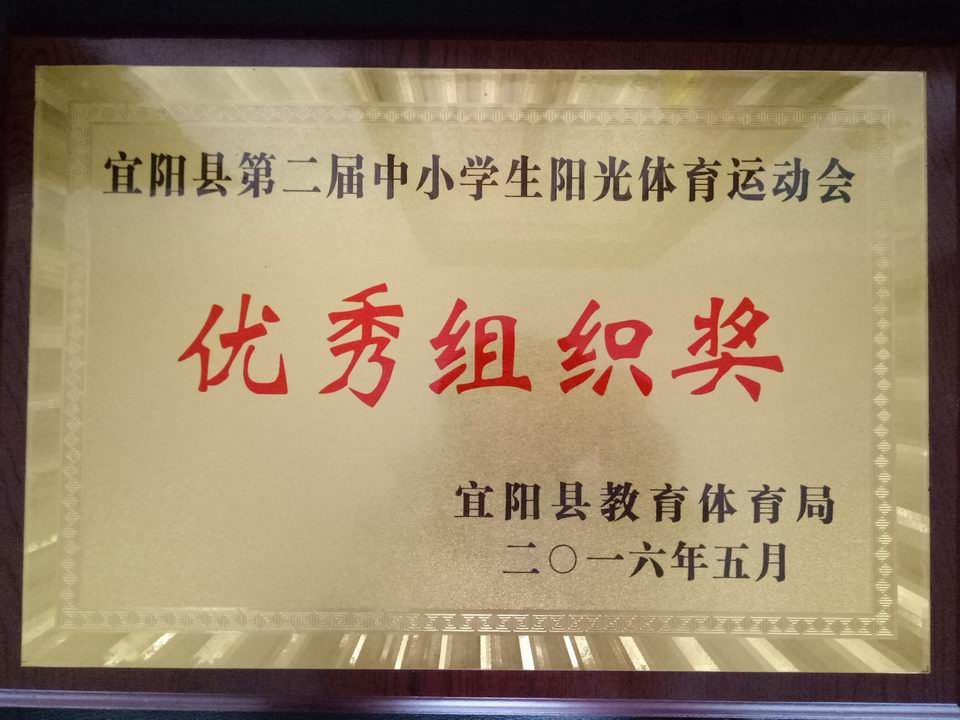 宜阳县第二届中小学生阳光体育运动会
优秀组织奖
宜阳县教育体育局
二〇一六年五月